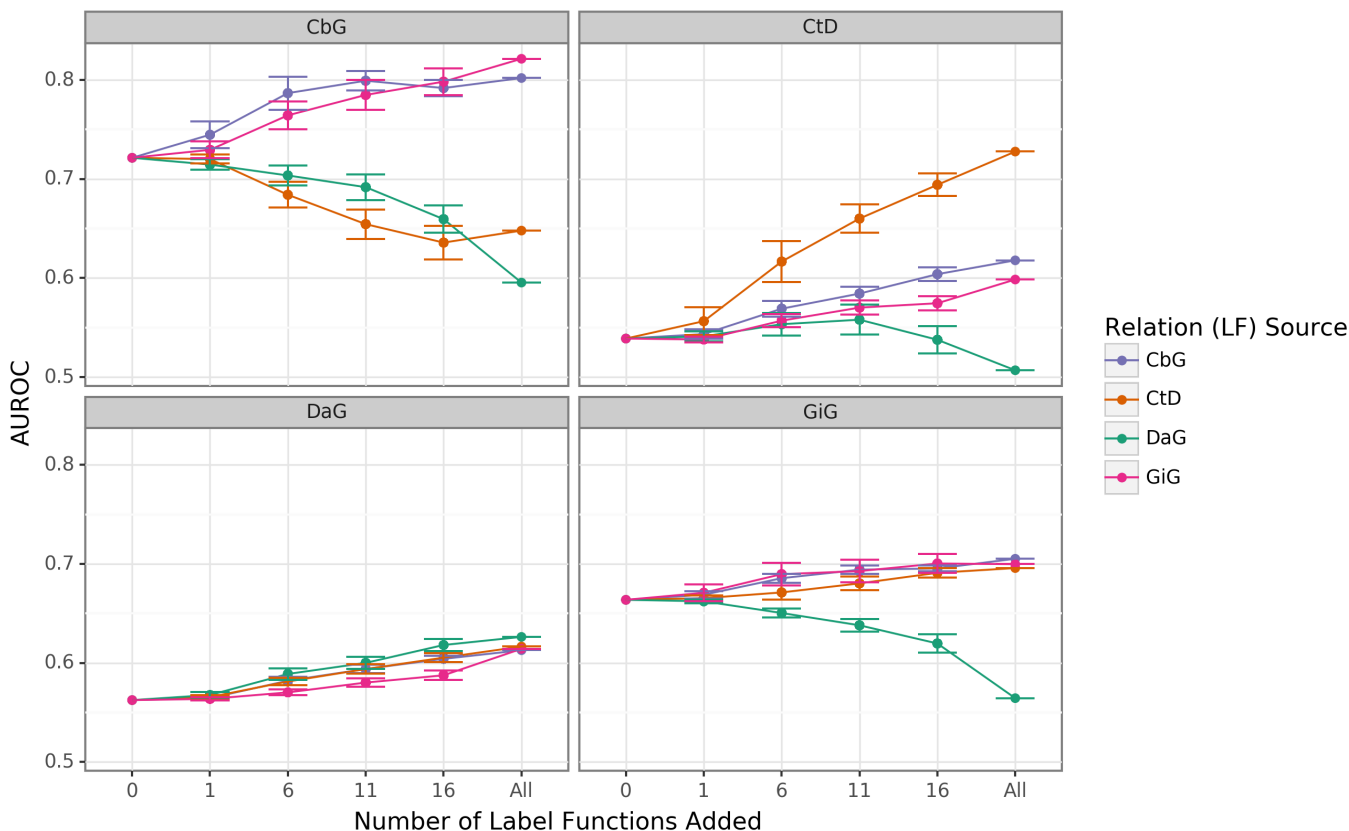 CbG
CtD
0.8
0.7
0.6
0.5
DaG
GiG
0.8
0.7
0.6
0.5
0 1 6 11 16 All
0 1 6 11 16 All
Number of Label Functions Added
AUROC
Relation (LF) Source
CbG
CtD
DaG
GiG